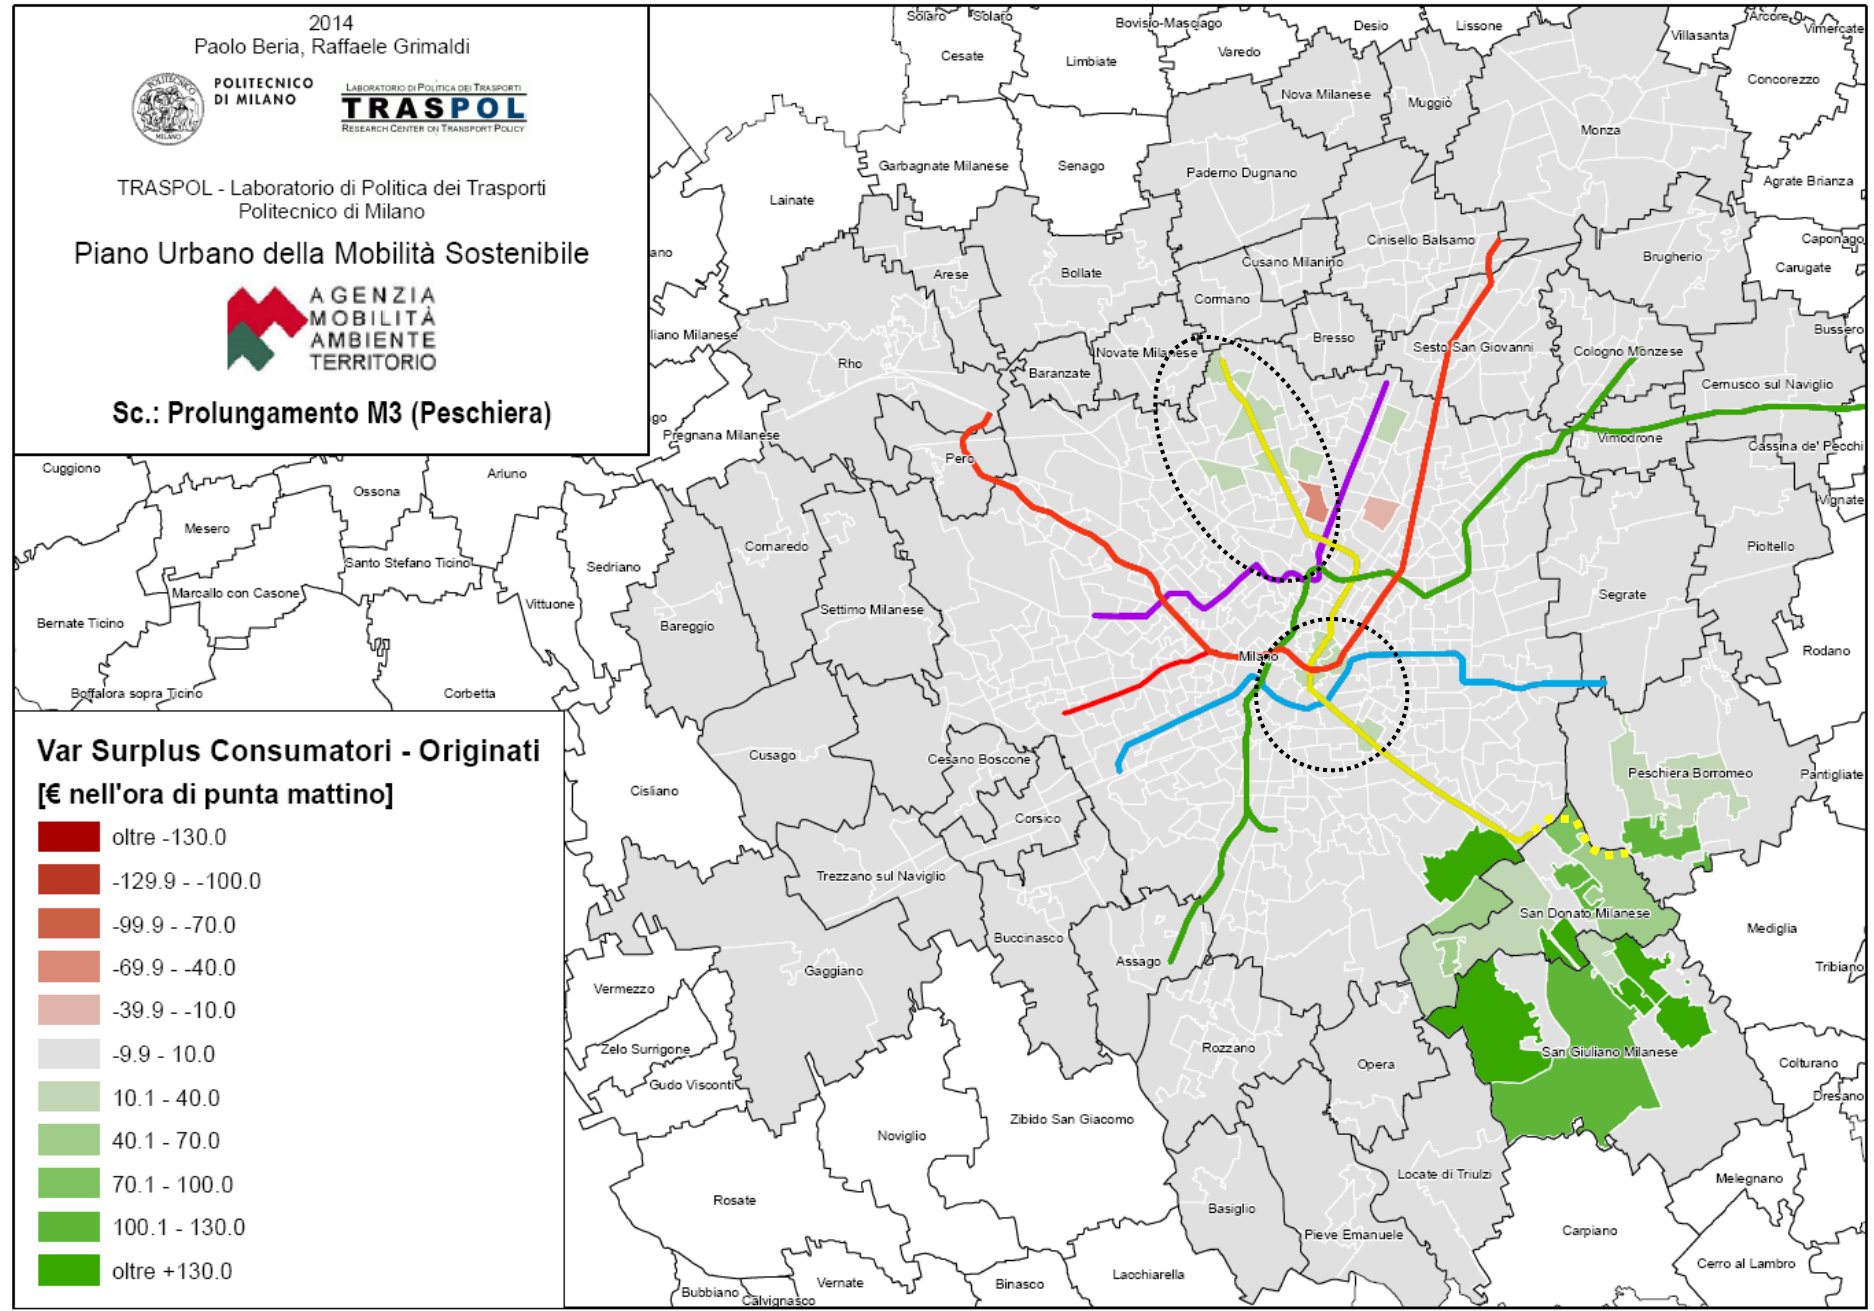 2014
Paolo Beria, Raffaele Grimaldi
POLITECNICO
DI MILANO
POLITECNICO
MILANO
LABORATORIO DI POLITICA DEI TRASPORTI
TRASPOL
RESEARCH CENTER ON TRANSPORT POLICY
TRASPOL - Laboratorio di Politica dei Trasporti
Politecnico di Milano
Piano Urbano della Mobilità Sostenibile
AGENZIA
MOBILITÀ
AMBIENTE
TERRITORIO
Sc.: Prolungamento M3 (Peschiera)
Solaro
Solaro
Bovisio-Masciago
Desio
Lissone
Arcore
Vimercate
Villasanta
Cesate
Limbiate
Varedo
Concorezzo
Nova Milanese
Muggiò
Monza
Garbagnate Milanese
Senago
Paderno Dugnano
Agrate Brianza
Lainate
Caponago
Cinisello Balsamo
ano
Arese
Bollate
Cusano Milanino
Brugherio
Carugate
Cormano
liano Milanese
Bresso
Bussero
Novate Milanese
Sesto San Giovanni
Cologno Monzese
Rho
Baranzate
Cernusco sul Naviglio
ago
Pregnana Milanese
Vimodrone
Cassina de' Pecchi
Pero
Cuggiono
Arluno
Ossona
Vignate
Mesero
Cornaredo
Pioltello
Santo Stefano Ticino
Sedriano
Marcallo con Casone
Vittuone
Settimo Milanese
Segrate
Bernate Ticino
Bareggio
Milano
Rodano
Boffalora sopra Ticino
Corbetta
Cusago
Cesano Boscone
Peschiera Borromeo
Pantigliate
Cisliano
Corsico
Trezzano sul Naviglio
San Donato Milanese
Buccinasco
Mediglia
Assago
Gaggiano
Tribiano
Vermezzo
Rozzano
San Giuliano Milanese
Zelo Surrigone
Opera
Colturano
Gudo Visconti
Dresano
Zibido San Giacomo
Noviglio
Locate di Triulzi
Melegnano
Rosate
Basiglio
Carpiano
Pieve Emanuele
Cerro al Lambro
Lacchiarella
Vernate
Binasco
Bubbiano
Calvignasco
Var Surplus Consumatori - Originati
[€ nell'ora di punta mattino]
oltre -130.0
-129.9 - -100.0
-99.9 - -70.0
-69.9 - -40.0
-39.9 - -10.0
-9.9 - 10.0
10.1 - 40.0
40.1 - 70.0
70.1 - 100.0
100.1 - 130.0
oltre +130.0